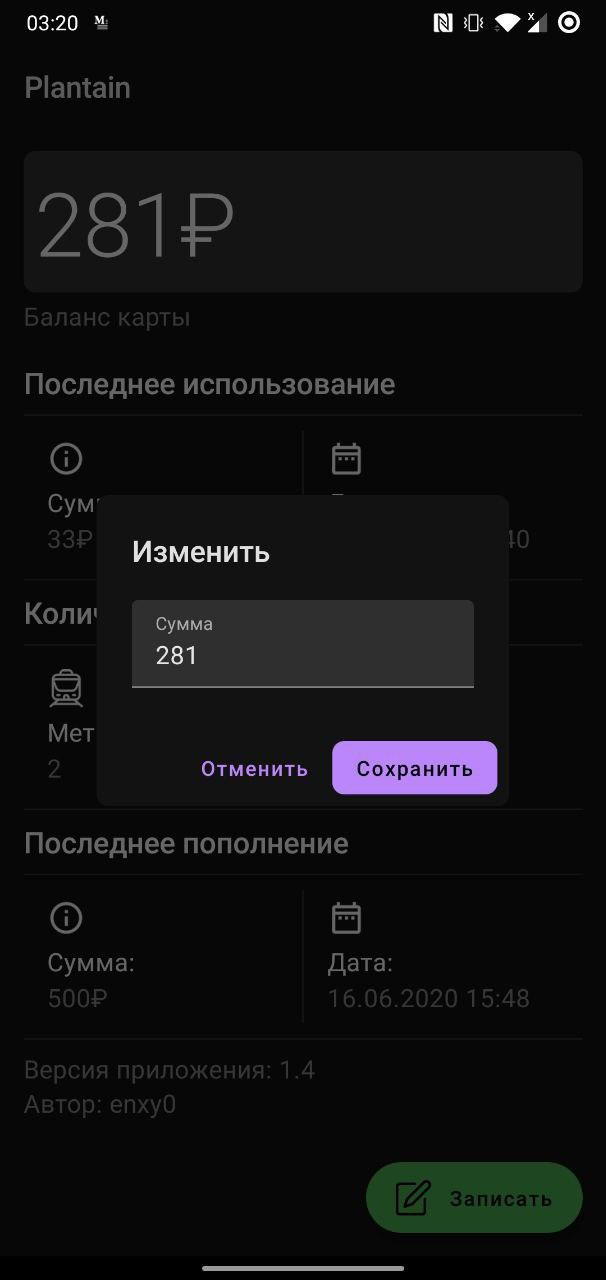 03:20
Plantain
281₽
Баланс карты
Последнее использование
Сумм
33₽
40
Изменить
Сумма
281
Колич
Мет
2
Отменить
Сохранить
Последнее пополнение
Сумма:
Дата:
500₽
16.06.2020 15:48
Версия приложения: 1.4
Автор: enxy0
Записать